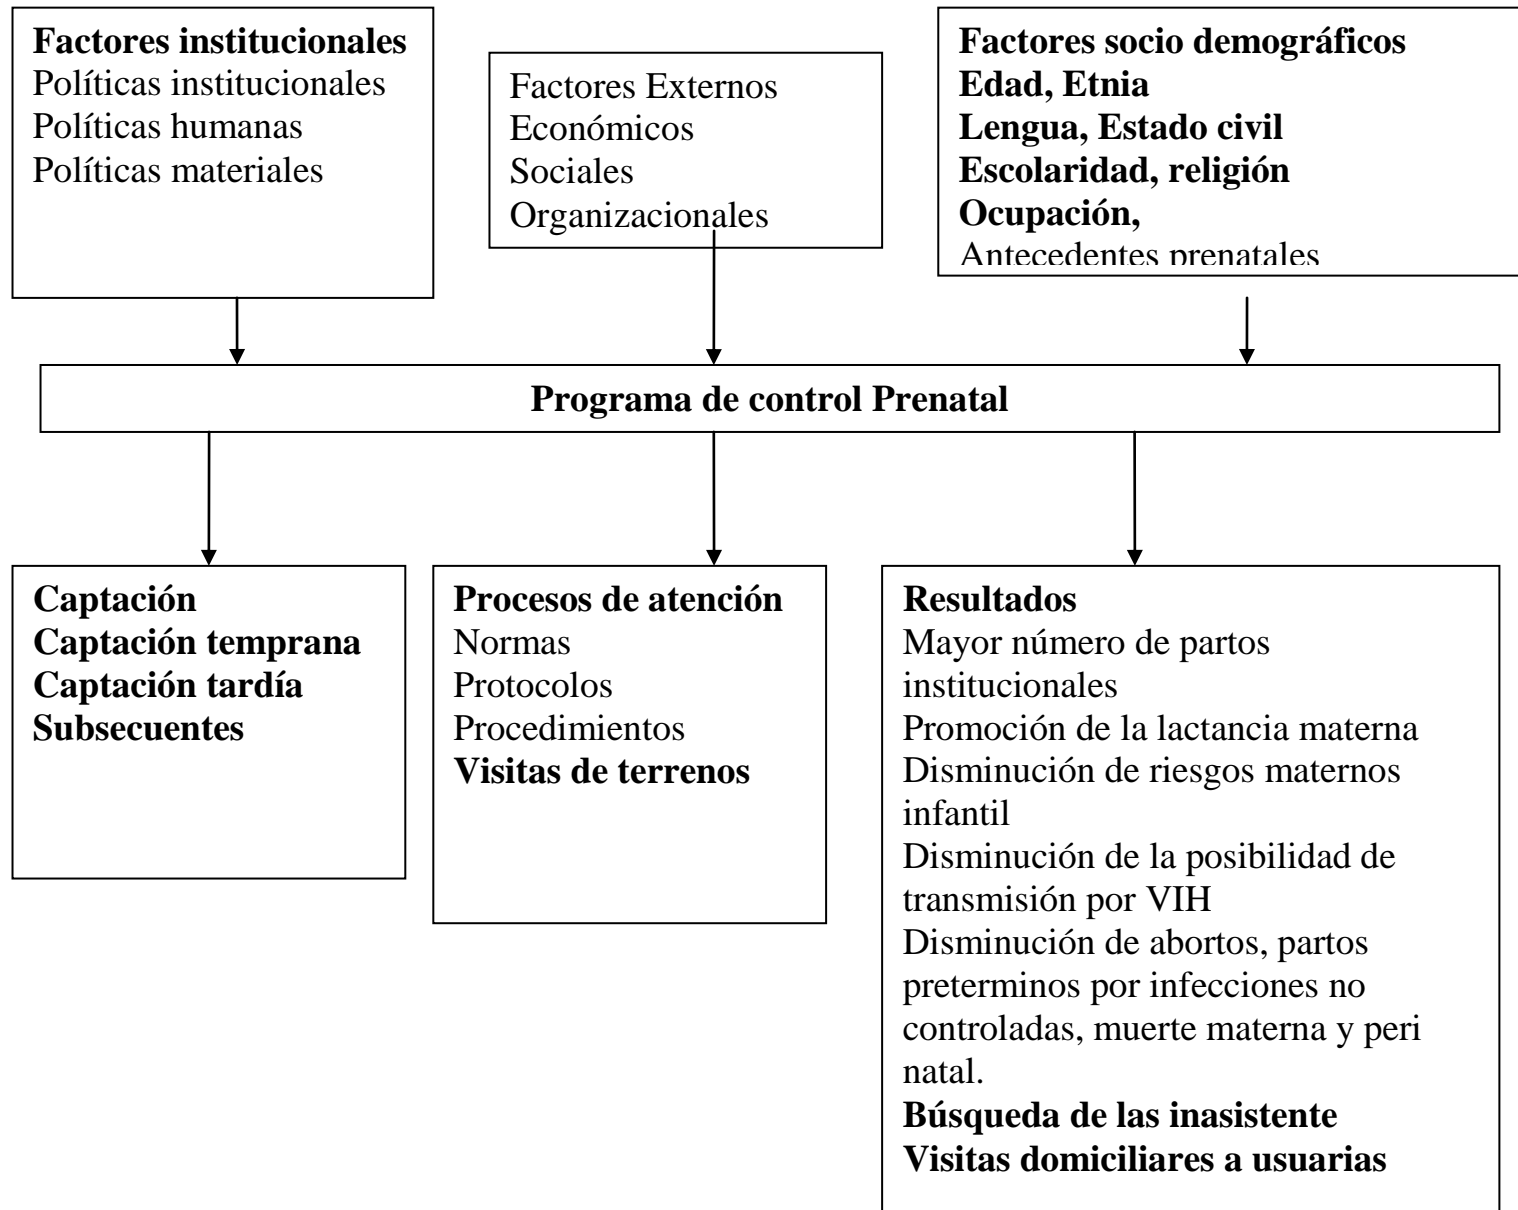 Factores institucionales
Políticas institucionales
Políticas humanas
Políticas materiales
Factores Externos
Económicos
Sociales
Organizacionales
Factores socio demográficos
Edad, Etnia
Lengua, Estado civil
Escolaridad, religión
Ocupación,
Antecedentes prenatales
Programa de control Prenatal
Captación
Captación temprana
Captación tardía
Subsecuentes
Procesos de atención
Normas
Protocolos
Procedimientos
Visitas de terrenos
Resultados
Mayor número de partos
institucionales
Promoción de la lactancia materna
Disminución de riesgos maternos
infantil
Disminución de la posibilidad de
transmisión por VIH
Disminución de abortos, partos
preterminos por infecciones no
controladas, muerte materna y peri
natal.
Búsqueda de las inasistente
Visitas domiciliares a usuarias